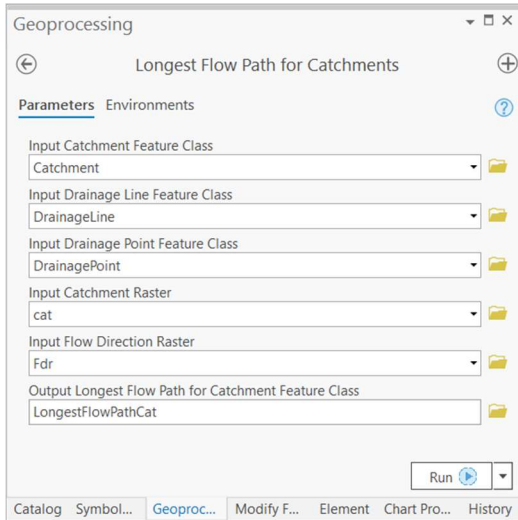 Geoprocessing
Longest Flow Path for Catchments
Parameters Environments
Input Catchment Feature Class
Catchment
Input Drainage Line Feature Class
DrainageLine
Input Drainage Point Feature Class
DrainagePoint
Input Catchment Raster
cat
Input Flow Direction Raster
Fdr
Output Longest Flow Path for Catchment Feature Class
LongestFlowPathCat
Run
Catalog Symbol... Geoproc... Modify F... Element Chart Pro... History